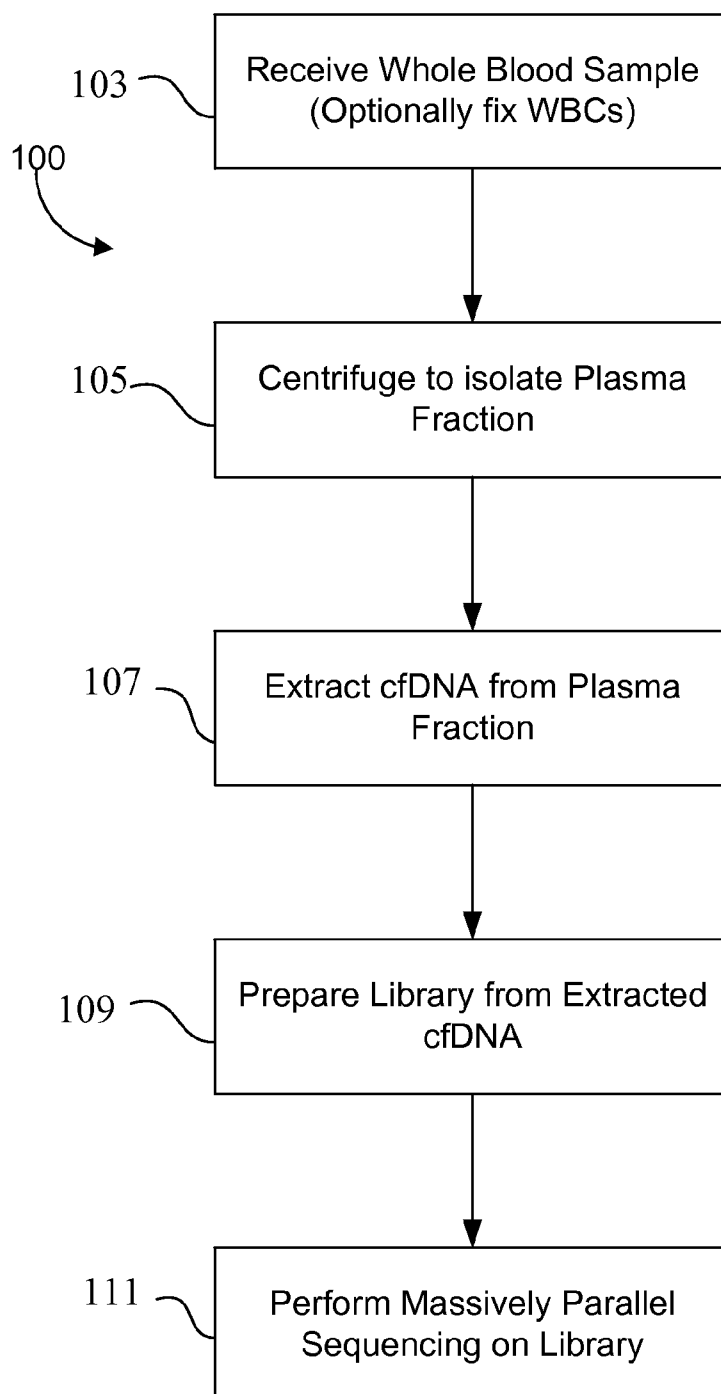 103
Receive Whole Blood Sample
(Optionally fix WBCs)
100
105
Centrifuge to isolate Plasma
Fraction
107
Extract cfDNA from Plasma
Fraction
109
Prepare Library from Extracted
cfDNA
111
Perform Massively Parallel
Sequencing on Library